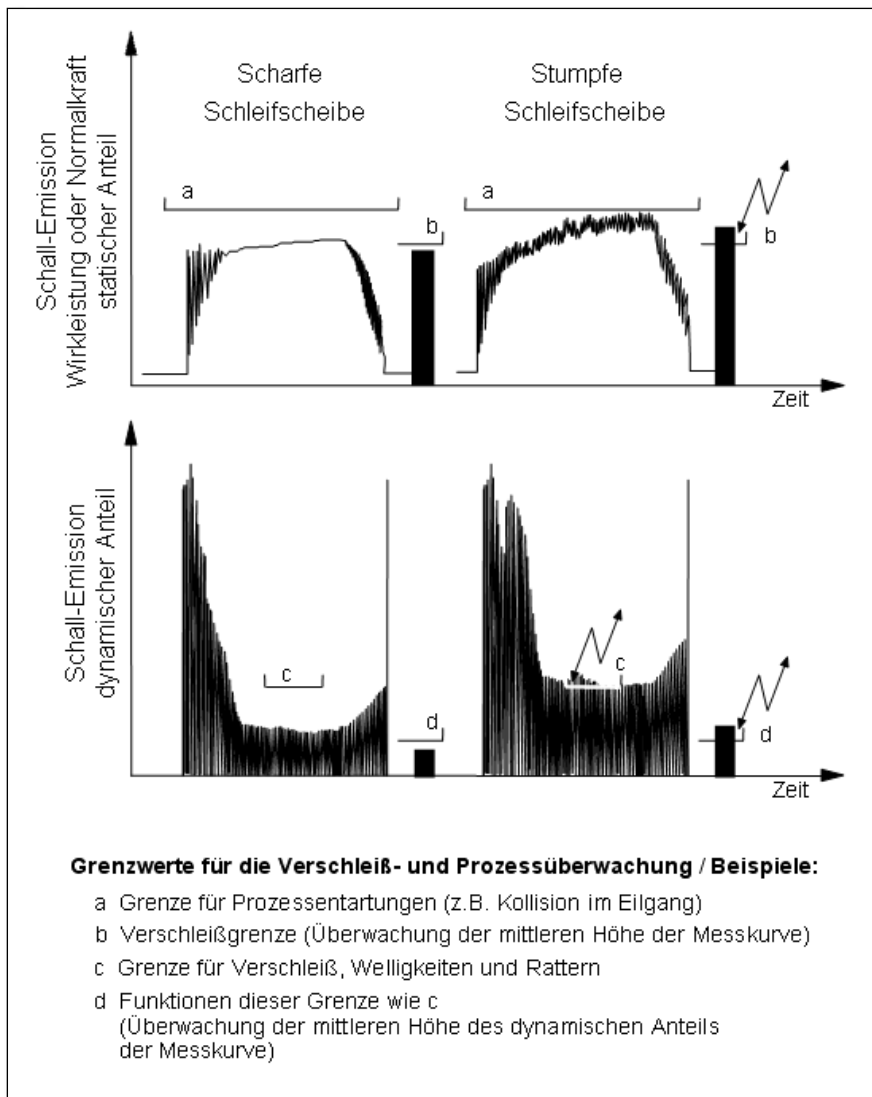 Scharfe
Schleifscheibe
Stumpfe
Schleifscheibe
Schall-Emission
Wirkleistung oder Normalkraft
statischer Anteil
a
b
a
b
Zeit
Schall-Emission
dynamischer Anteil
c
d
c
d
Zeit
Grenzwerte für die Verschleiß- und Prozessüberwachung / Beispiele:
a Grenze für Prozessentartungen (z.B. Kollision im Eilgang)
b Verschleißgrenze (Überwachung der mittleren Höhe der Messkurve)
c Grenze für Verschleiß, Welligkeiten und Rattern
d Funktionen dieser Grenze wie c
(Überwachung der mittleren Höhe des dynamischen Anteils
der Messkurve)